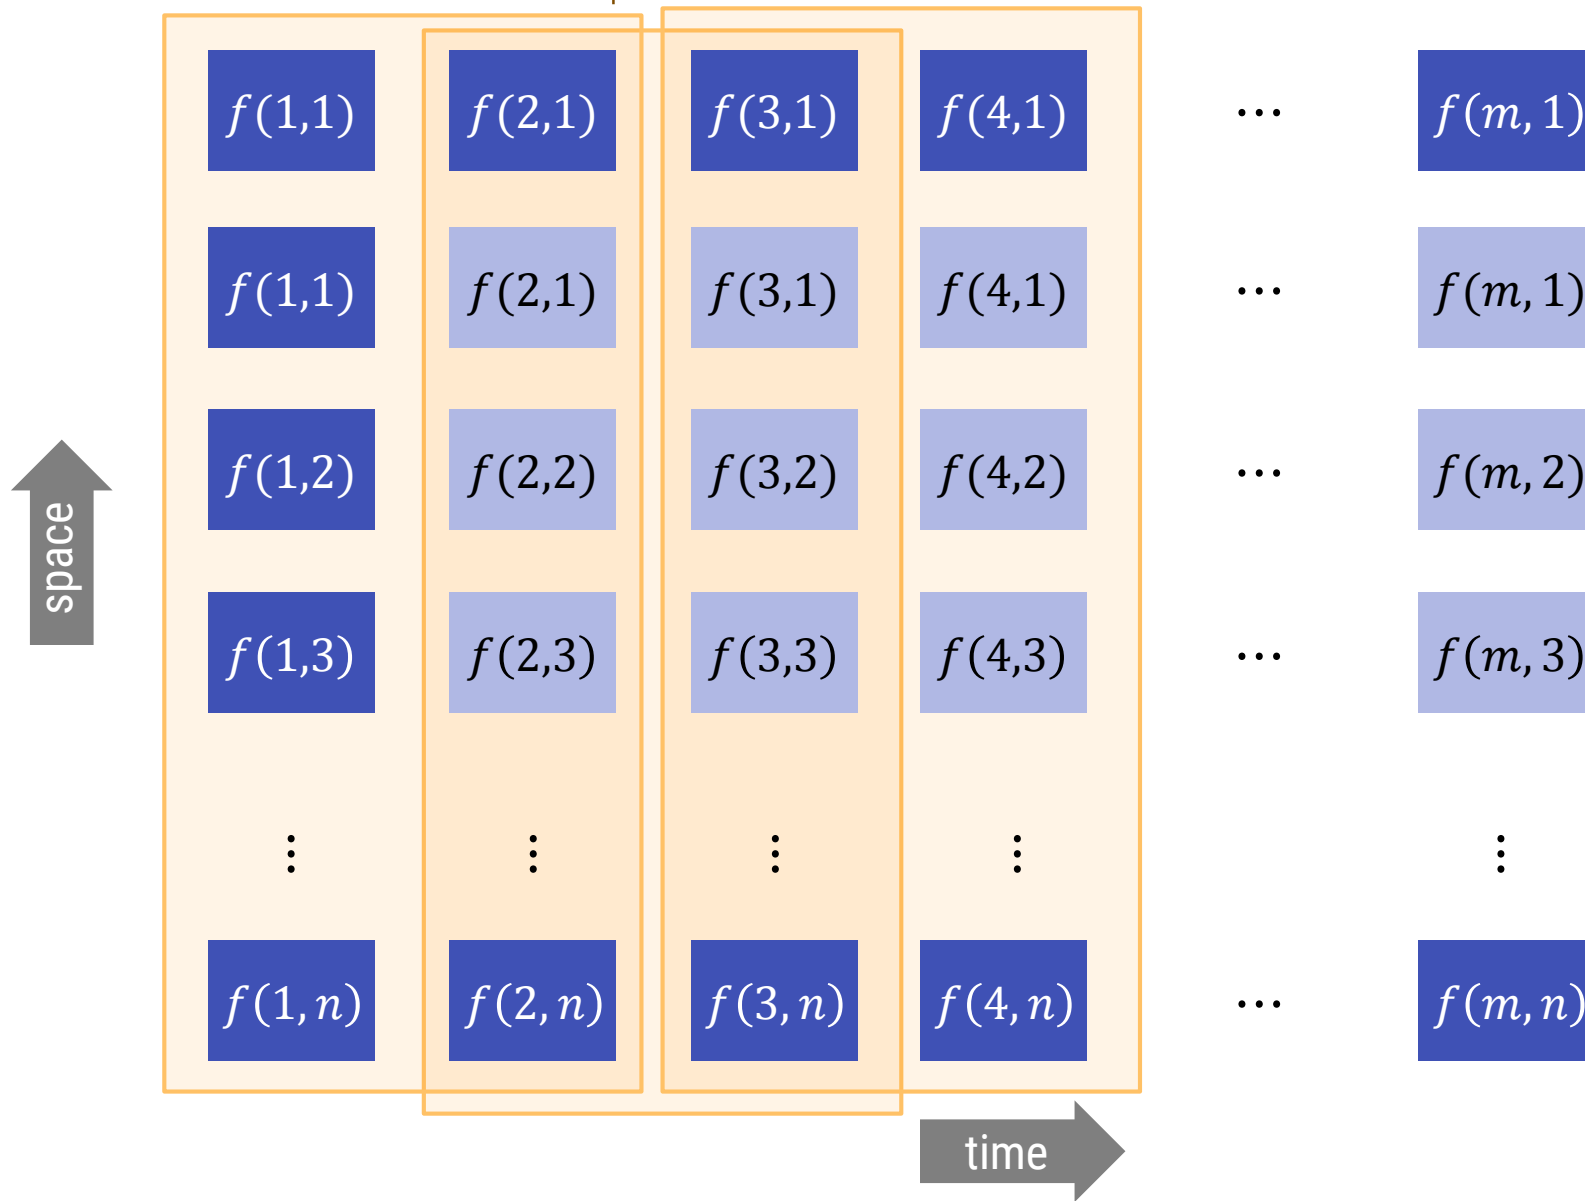 f(1,1) f(2,1) f(3,1) f(4,1) ⋯ f(m, 1)
f(1,1) f(2,1) f(3,1) f(4,1) ⋯ f(m, 1)
f(1,2) f(2,2) f(3,2) f(4,2) ⋯ f(m, 2)
space
f(1,3) f(2,3) f(3,3) f(4,3) ⋯ f(m, 3)
⋮ ⋮ ⋮ ⋮ ⋮
f(1, n) f(2, n) f(3, n) f(4, n) ⋯ f(m, n)
time